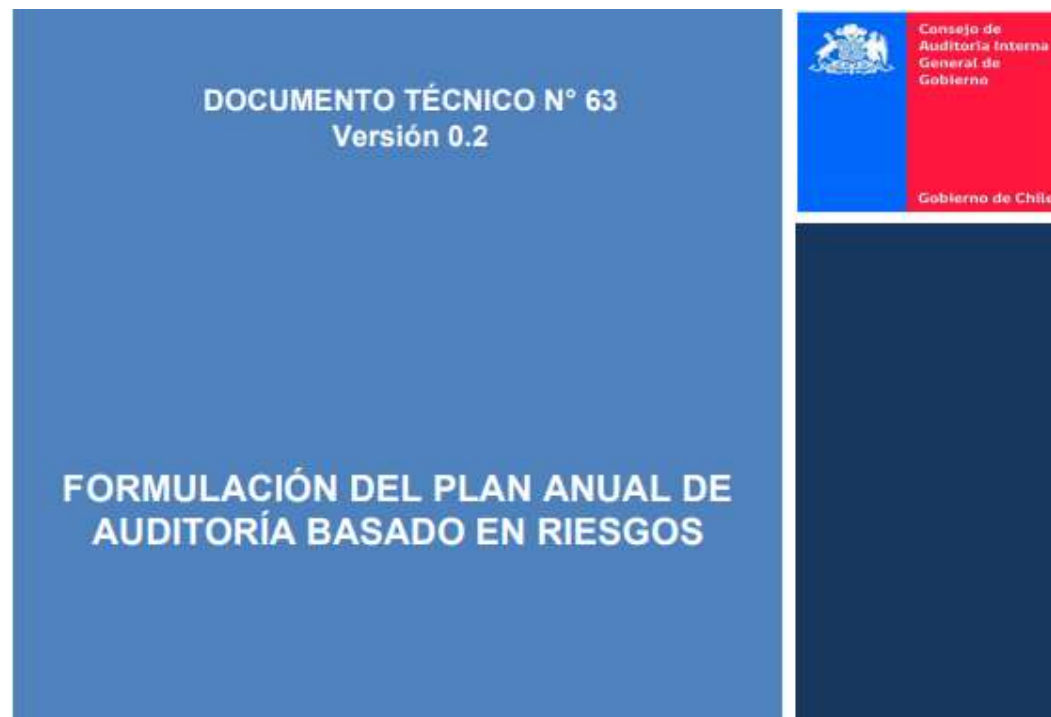 DOCUMENTO TÉCNICO N° 63
Versión 0.2
Consejo de
Auditoría Interna
General de
Gobierno
Gobierno de Chile
FORMULACIÓN DEL PLAN ANUAL DE
AUDITORÍA BASADO EN RIESGOS